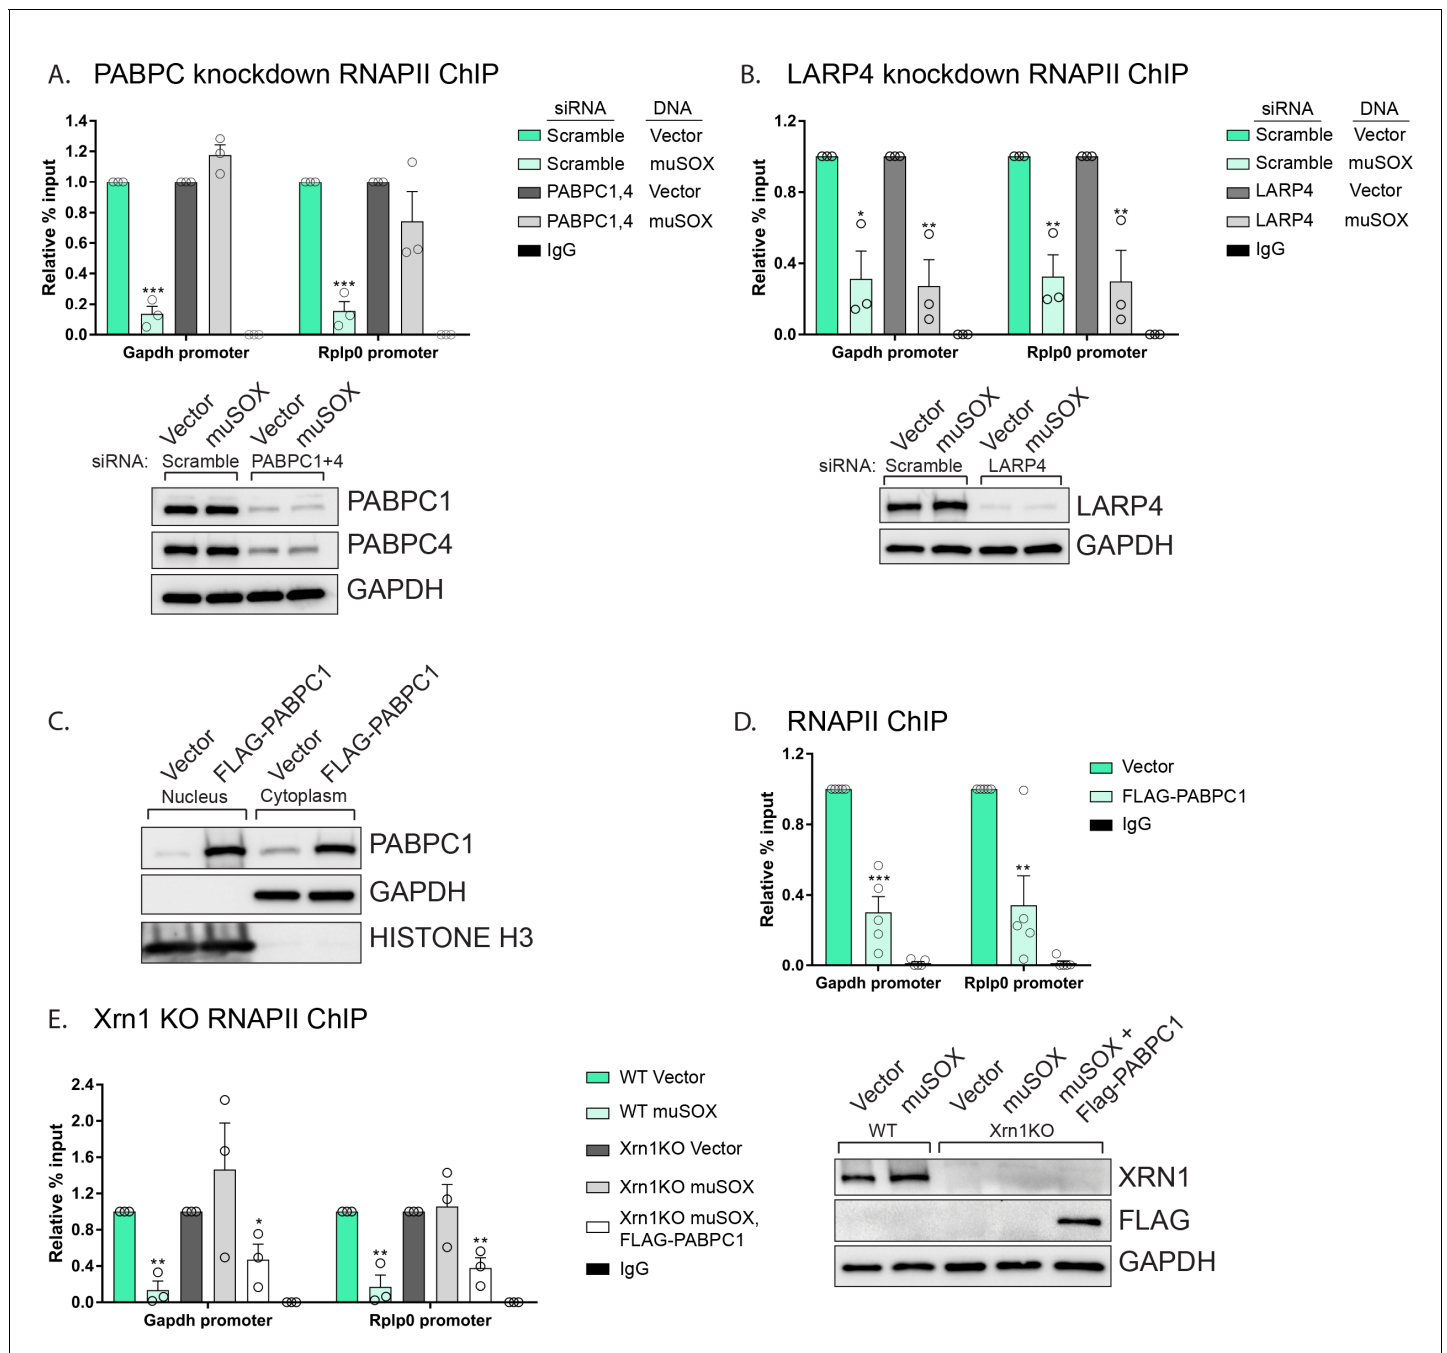 A. PABPC knockdown RNAPII ChIP
Relative % input
1.4
1.2
1.0
0.8
0.6
0.4
0.2
0.0
***
***
Gapdh promoter
Rplp0 promoter
siRNA DNA
Scramble Vector
Scramble muSOX
PABPC1,4 Vector
PABPC1,4 muSOX
IgG
Vector
muSOX
Vector
muSOX
siRNA: Scramble PABPC1+4
PABPC1
PABPC4
GAPDH
B. LARP4 knockdown RNAPII ChIP
Relative % input
1.2
0.8
0.4
0.0
*
**
**
**
Gapdh promoter
Rplp0 promoter
siRNA DNA
Scramble Vector
Scramble muSOX
LARP4 Vector
LARP4 muSOX
IgG
Vector
muSOX
Vector
muSOX
siRNA: Scramble LARP4
LARP4
GAPDH
C.
Vector
FLAG-PABPC1
Vector
FLAG-PABPC1
Nucleus Cytoplasm
PABPC1
GAPDH
HISTONE H3
D. RNAPII ChIP
Relative % input
1.2
0.8
0.4
0.0
***
**
Gapdh promoter
Rplp0 promoter
Vector
FLAG-PABPC1
IgG
E. Xrn1 KO RNAPII ChIP
Relative % input
2.4
2.0
1.6
1.2
0.8
0.4
0.0
**
*
**
**
Gapdh promoter
Rplp0 promoter
WT Vector
WT muSOX
Xrn1KO Vector
Xrn1KO muSOX
Xrn1KO muSOX,
FLAG-PABPC1
IgG
Vector
muSOX
Vector
muSOX
muSOX +
Flag-PABPC1
WT Xrn1KO
XRN1
FLAG
GAPDH